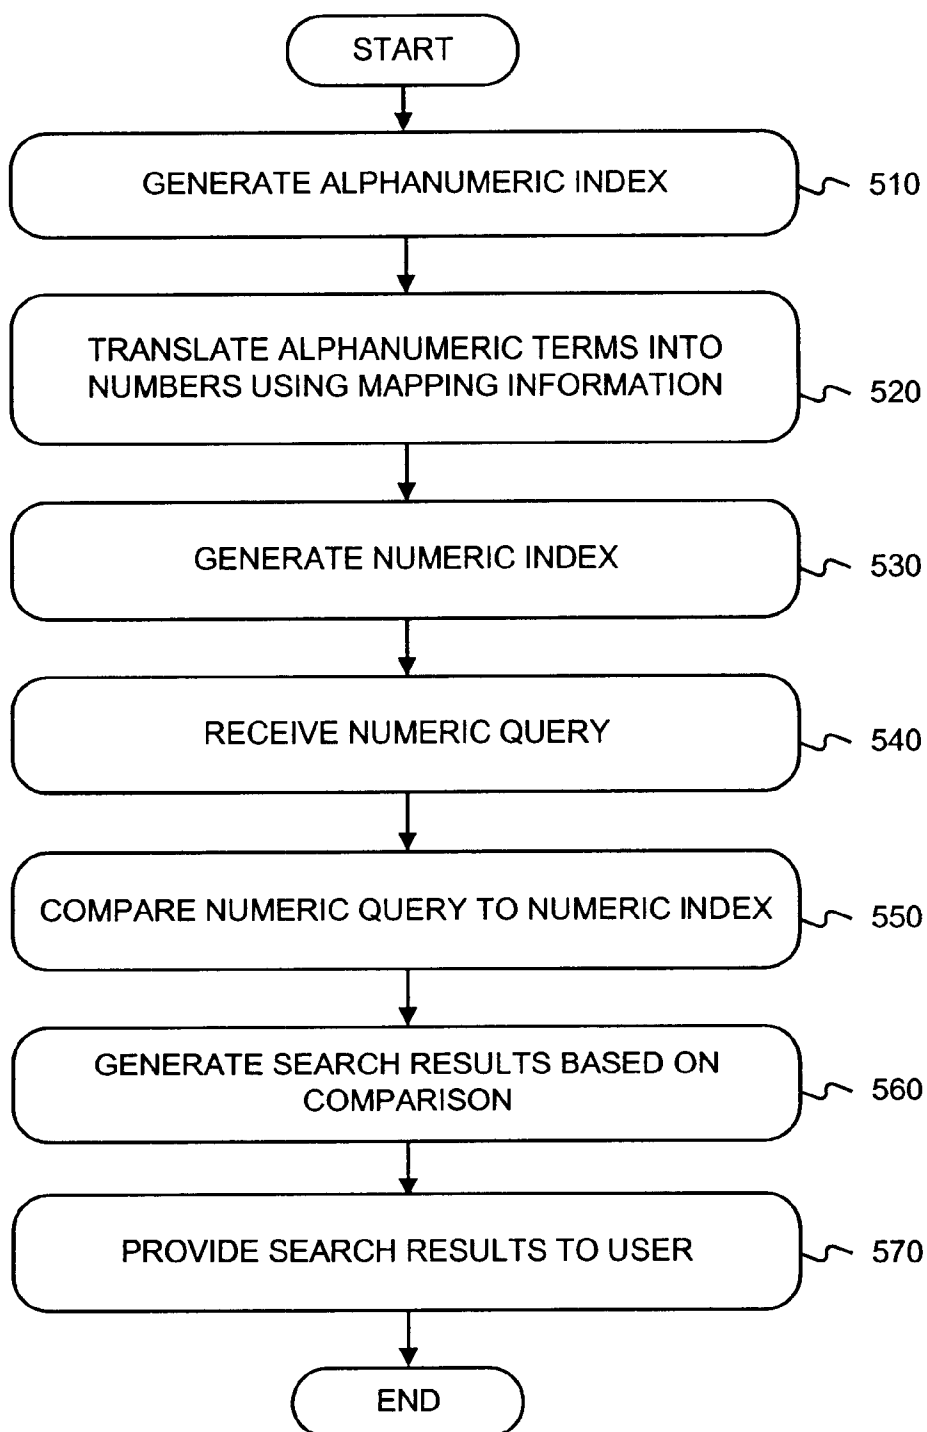 START
GENERATE ALPHANUMERIC INDEX
510
TRANSLATE ALPHANUMERIC TERMS INTO
NUMBERS USING MAPPING INFORMATION
520
GENERATE NUMERIC INDEX
530
RECEIVE NUMERIC QUERY
540
COMPARE NUMERIC QUERY TO NUMERIC INDEX
550
GENERATE SEARCH RESULTS BASED ON
COMPARISON
560
PROVIDE SEARCH RESULTS TO USER
570
END